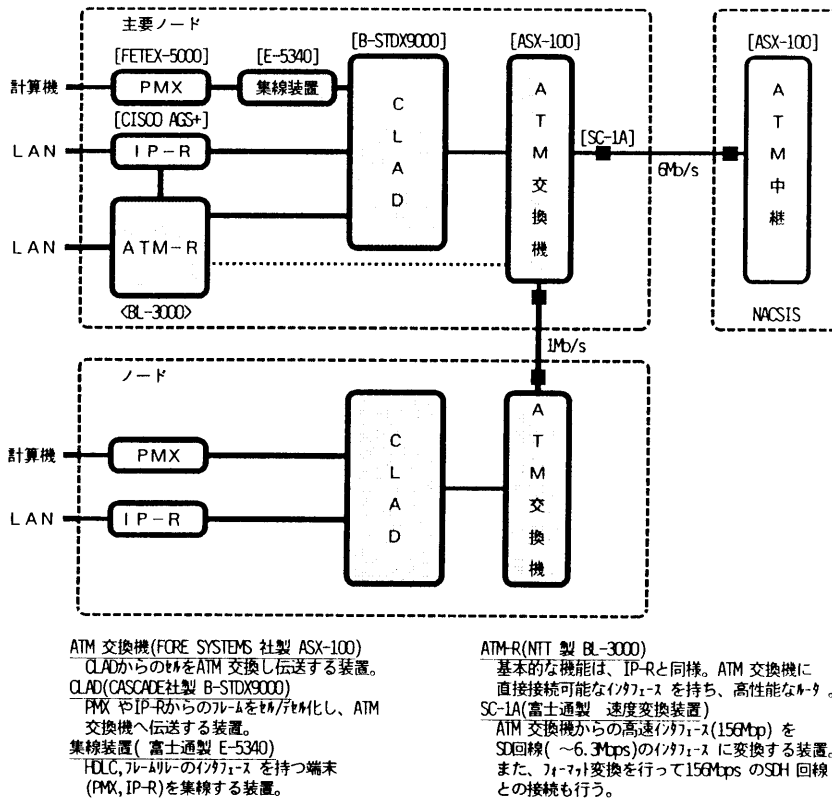 主要ノード
[FETEX-5000]
[E-5340]
[B-STDX9000]
[ASX-100]
[ASX-100]
計算機
PMX
集線装置
CLAD
ATM交換機
ATM中継
[CISCO AGS+]
LAN
IP-R
[SC-1A]
6Mb/s
LAN
ATM-R
<BL-3000>
NACSIS
1Mb/s
ノード
計算機
PMX
CLAD
ATM交換機
LAN
IP-R
ATM 交換機(FORE SYSTEMS 社製 ASX-100)
CLADからのセルをATM 交換し伝送する装置。
CLAD(CASCADE社製 B-STDX9000)
PMX やIP-Rからのフレームをセル/デセル化し、ATM
交換機へ伝送する装置。
集線装置( 富士通製 E-5340)
HDLC,フレームリレーのインタフェース を持つ端末
(PMX,IP-R)を集線する装置。
ATM-R(NTT 製 BL-3000)
基本的な機能は、IP-Rと同様。ATM 交換機に
直接接続可能なインタフェース を持ち、高性能なルータ 。
SC-1A(富士通製 速度変換装置)
ATM 交換機からの高速インタフェース(156Mbp) を
SD回線( ～6.3Mbps)のインタフェース に変換する装置。
また、フォーマット変換を行って156Mbps のSDH 回線
との接続も行う。